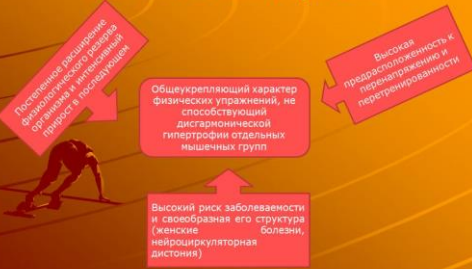 Постепенное расширение
физиологического резерва
организма и интенсивный
прирост в последующем
Высокая
предрасположенность к
перенапряжению и
перетренированности
Общеукрепляющий характер
физических упражнений, не
способствующий
дисгармонической
гипертрофии отдельных
мышечных групп
Высокий риск заболеваемости
и своеобразная его структура
(женские болезни,
нейроциркуляторная
дистония)